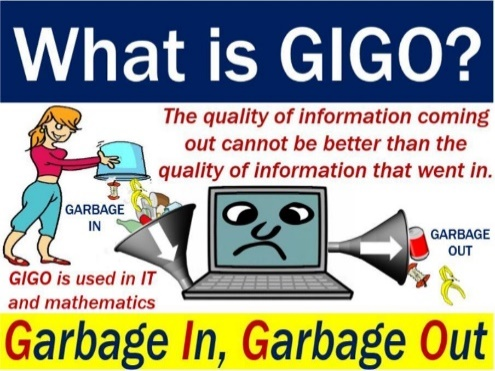 What is GIGO?
The quality of information coming
out cannot be better than the
quality of information that went in.
GARBAGE
IN
GARBAGE
OUT
GIGO is used in IT
and mathematics
Garbage In, Garbage Out